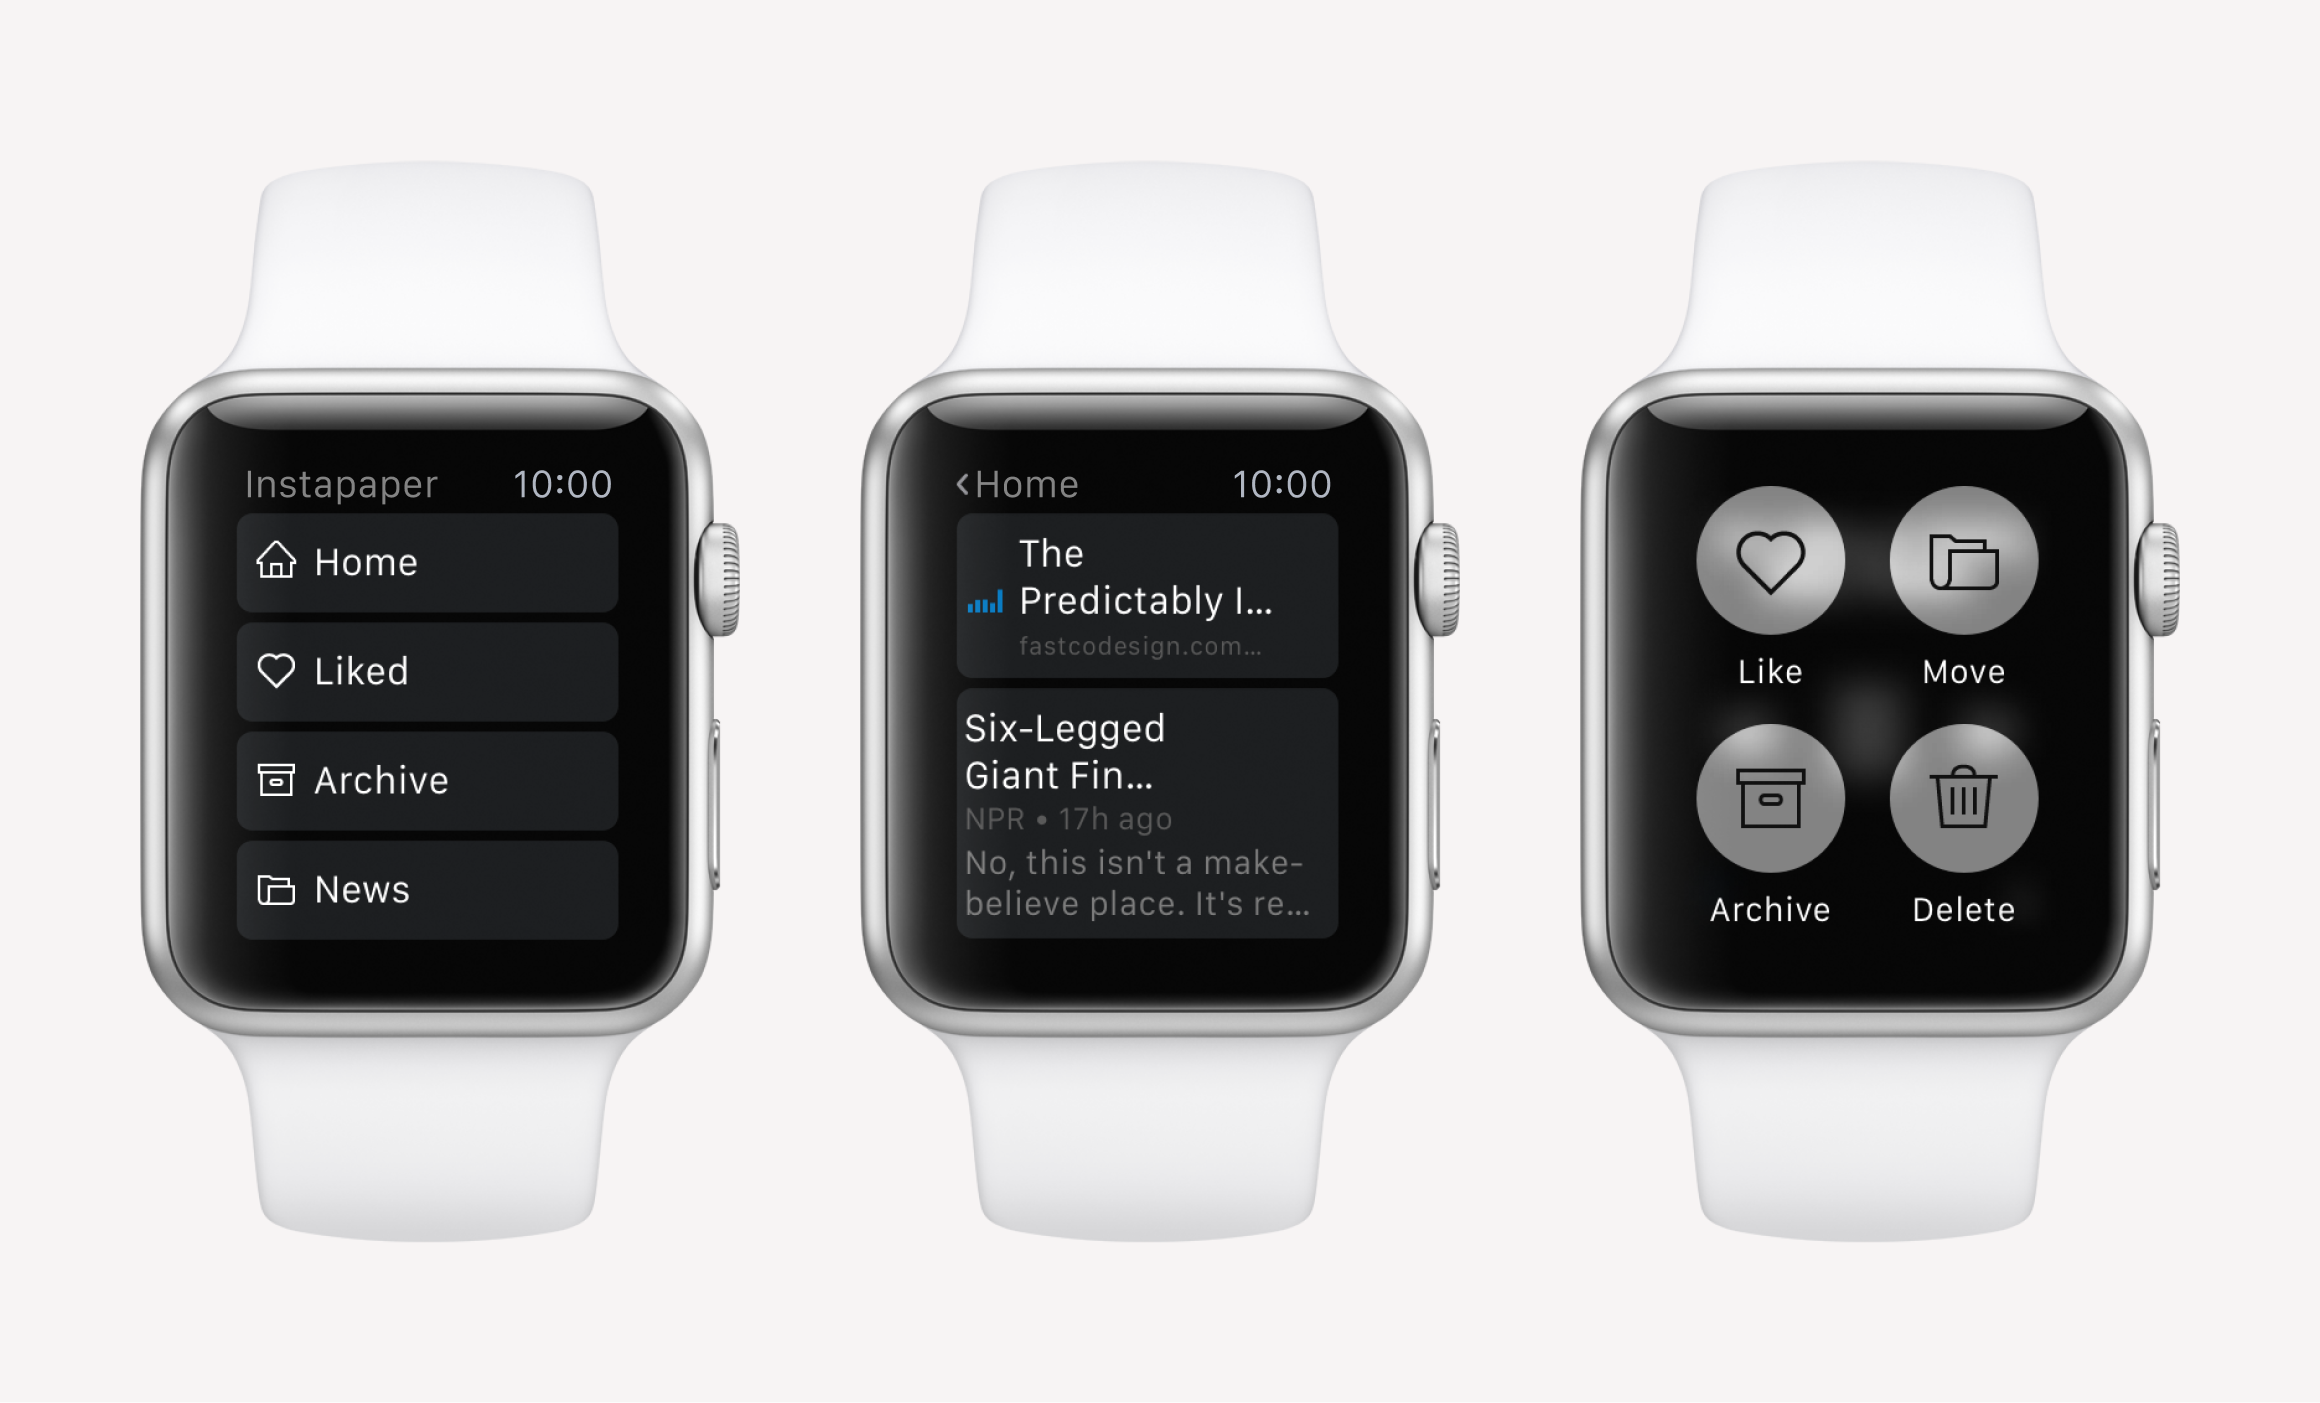 Instapaper 10:00
Home
Liked
Archive
News
Home 10:00
The
Predictably I...
fastcodesign.com...
Six-Legged
Giant Fin...
NPR • 17h ago
No, this isn't a make-
believe place. It's re...
Like Move
Archive Delete